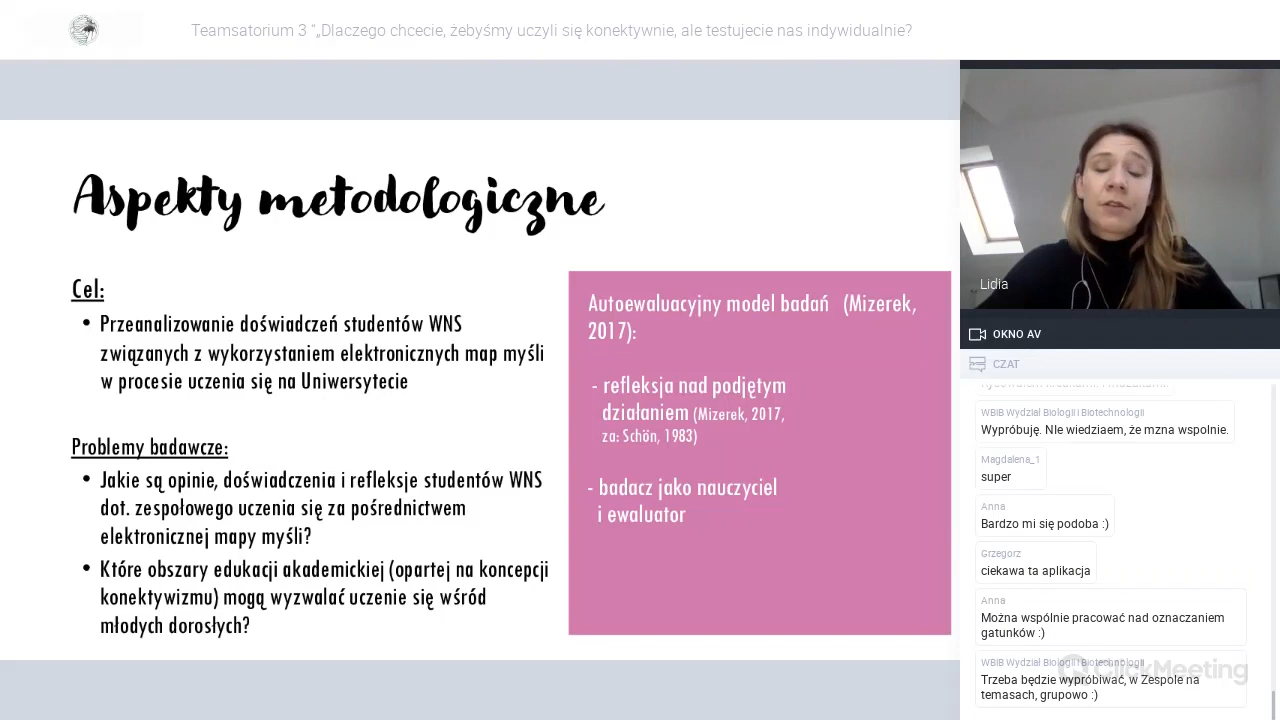 Teamsatorium 3 "„Dlaczego chcecie, żebyśmy uczyli się konektywnie, ale testujecie nas indywidualnie?
Aspekty metodologiczne
Cel:
• Przeanalizowanie doświadczeń studentów WNS
związanych z wykorzystaniem elektronicznych map myśli
w procesie uczenia się na Uniwersytecie
Problemy badawcze:
• Jakie są opinie, doświadczenia i refleksje studentów WNS
dot. zespołowego uczenia się za pośrednictwem
elektronicznej mapy myśli?
• Które obszary edukacji akademickiej (opartej na koncepcji
konektywizmu) mogą wyzwalać uczenie się wśród
młodych dorosłych?
Autoewaluacyjny model badań (Mizerek,
2017):
- refleksja nad podjętym
działaniem (Mizerek, 2017,
za: Schön, 1983)
- badacz jako nauczyciel
i ewaluator
Lidia
OKNO AV
CZAT
WBiB Wydział Biologii i Biotechnologii
Wypróbuję. NIe wiedziaem, że mzna wspolnie.
Magdalena_1
super
Anna
Bardzo mi się podoba :)
Grzegorz
ciekawa ta aplikacja
Anna
Można wspólnie pracować nad oznaczaniem
gatunków :)
WBiB Wydział Biologii i Biotechnologii
Trzeba będzie wypróbiwać, w Zespole na
temasach, grupowo :)
ClickMeeting